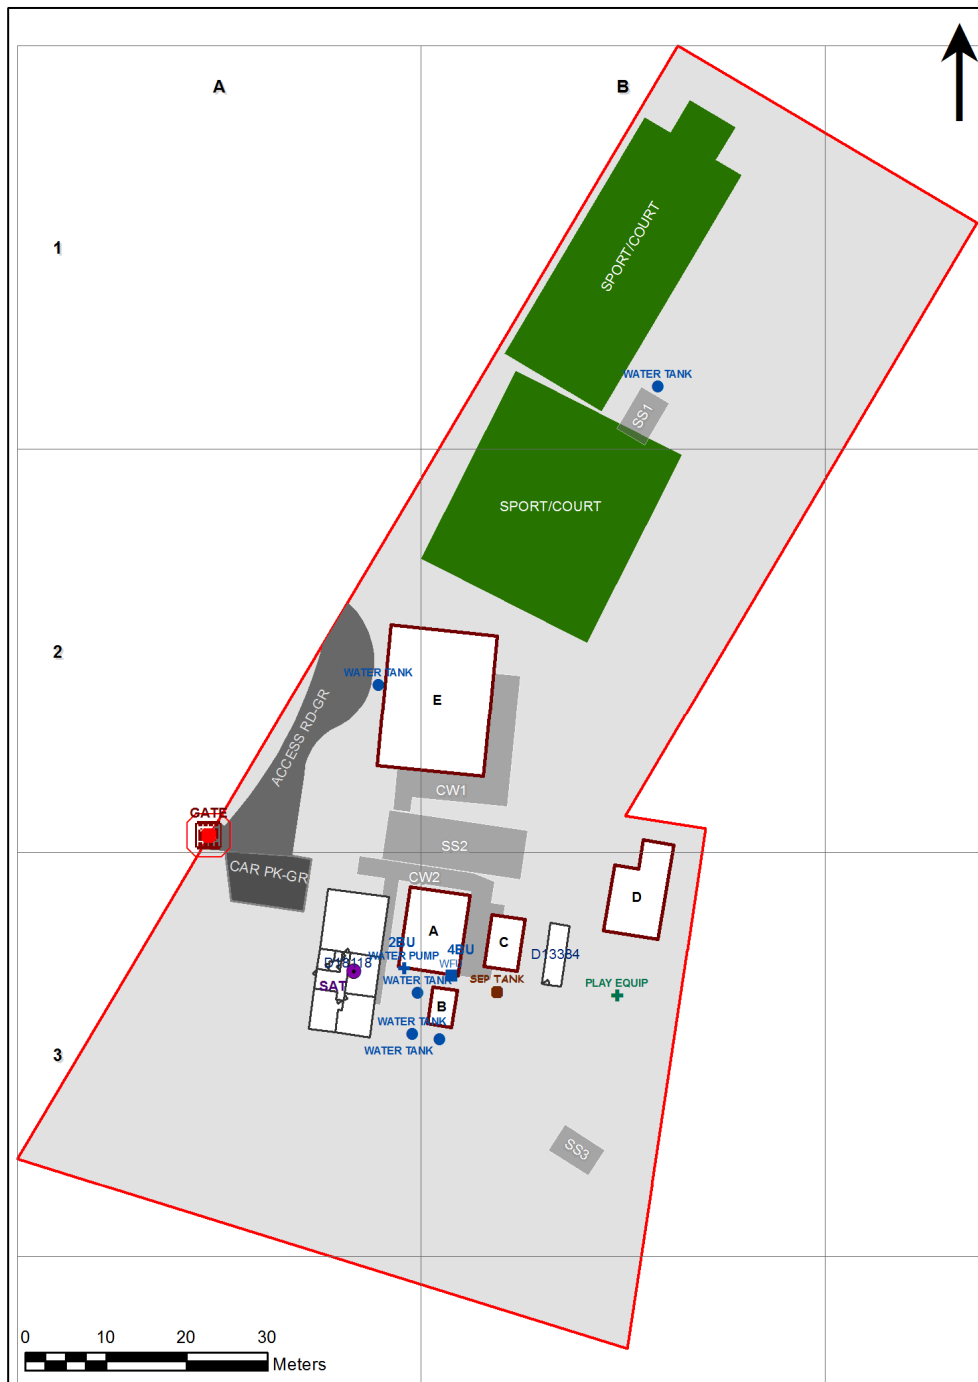 A
B
1
SPORT/COURT
WATER TANK
SS1
SPORT/COURT
2
WATER TANK
E
ACCESS RD-GR
CW1
GATE
SS2
CAR PK-GR
CW2
D
A
C
2BU
4BU
WATER PUMP
D13384
D18118
SAT
WATER TANK
SEP TANK
PLAY EQUIP
B
WATER TANK
WATER TANK
3
SS3
0 10 20 30
Meters